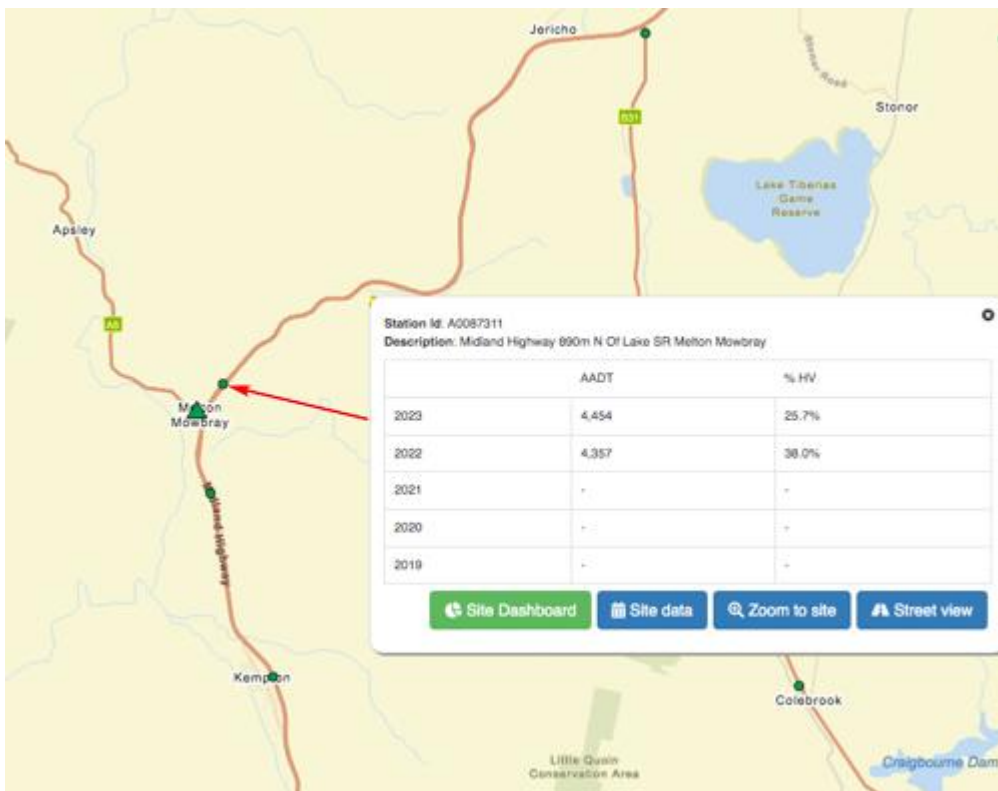 Jericho
Stonor Road
Stonor
B31
Lake Tiberias
Game
Reserve
Apsley
A5
Melton
Mowbray
Midland Highway
Kempton
Station Id: A0087311
Description: Midland Highway 890m N Of Lake SR Melton Mowbray
AADT % HV
2023 4,454 25.7%
2022 4,357 38.0%
2021 - -
2020 - -
2019 - -
Site Dashboard Site data Zoom to site Street view
Colebrook
Little Quoin
Conservation Area
Craigbourne Dam